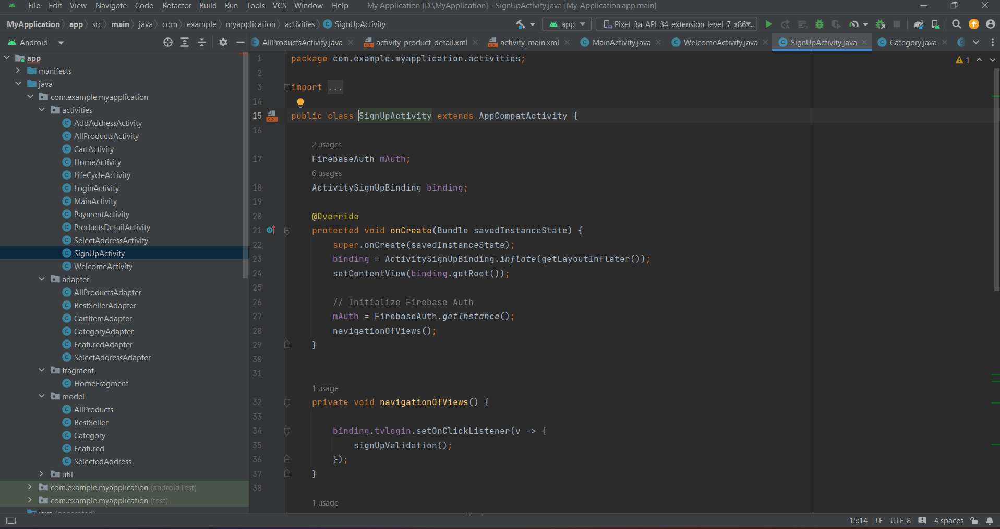 File Edit View Navigate Code Refactor Build Run Tools VCS Window Help My Application [D:\MyApplication] - SignUpActivity.java [My_Application.app.main]
MyApplication app src main java com example myapplication activities SignUpActivity app Pixel_3a_API_34_extension_level_7_x86_...
Android AllProductsActivity.java activity_product_detail.xml activity_main.xml MainActivity.java WelcomeActivity.java SignUpActivity.java Category.java
app
manifests
java
com.example.myapplication
activities
AddAddressActivity
AllProductsActivity
CartActivity
HomeActivity
LifeCycleActivity
LoginActivity
MainActivity
PaymentActivity
ProductsDetailActivity
SelectAddressActivity
SignUpActivity
WelcomeActivity
adapter
AllProductsAdapter
BestSellerAdapter
CartItemAdapter
CategoryAdapter
FeaturedAdapter
SelectAddressAdapter
fragment
HomeFragment
model
AllProducts
BestSeller
Category
Featured
SelectedAddress
util
com.example.myapplication (androidTest)
com.example.myapplication (test)
java (generated)
1 package com.example.myapplication.activities; 1
2
3 import ...
14
15 public class SignUpActivity extends AppCompatActivity {
16
2 usages
17 FirebaseAuth mAuth;
6 usages
18 ActivitySignUpBinding binding;
19
20 @Override
21 protected void onCreate(Bundle savedInstanceState) {
22 super.onCreate(savedInstanceState);
23 binding = ActivitySignUpBinding.inflate(getLayoutInflater());
24 setContentView(binding.getRoot());
25
26 // Initialize Firebase Auth
27 mAuth = FirebaseAuth.getInstance();
28 navigationOfViews();
29 }
30
31
1 usage
32 private void navigationOfViews() {
33
34 binding.tvlogin.setOnClickListener(v -> {
35 signUpValidation();
36 });
37 }
38
1 usage
15:14 LF UTF-8 4 spaces